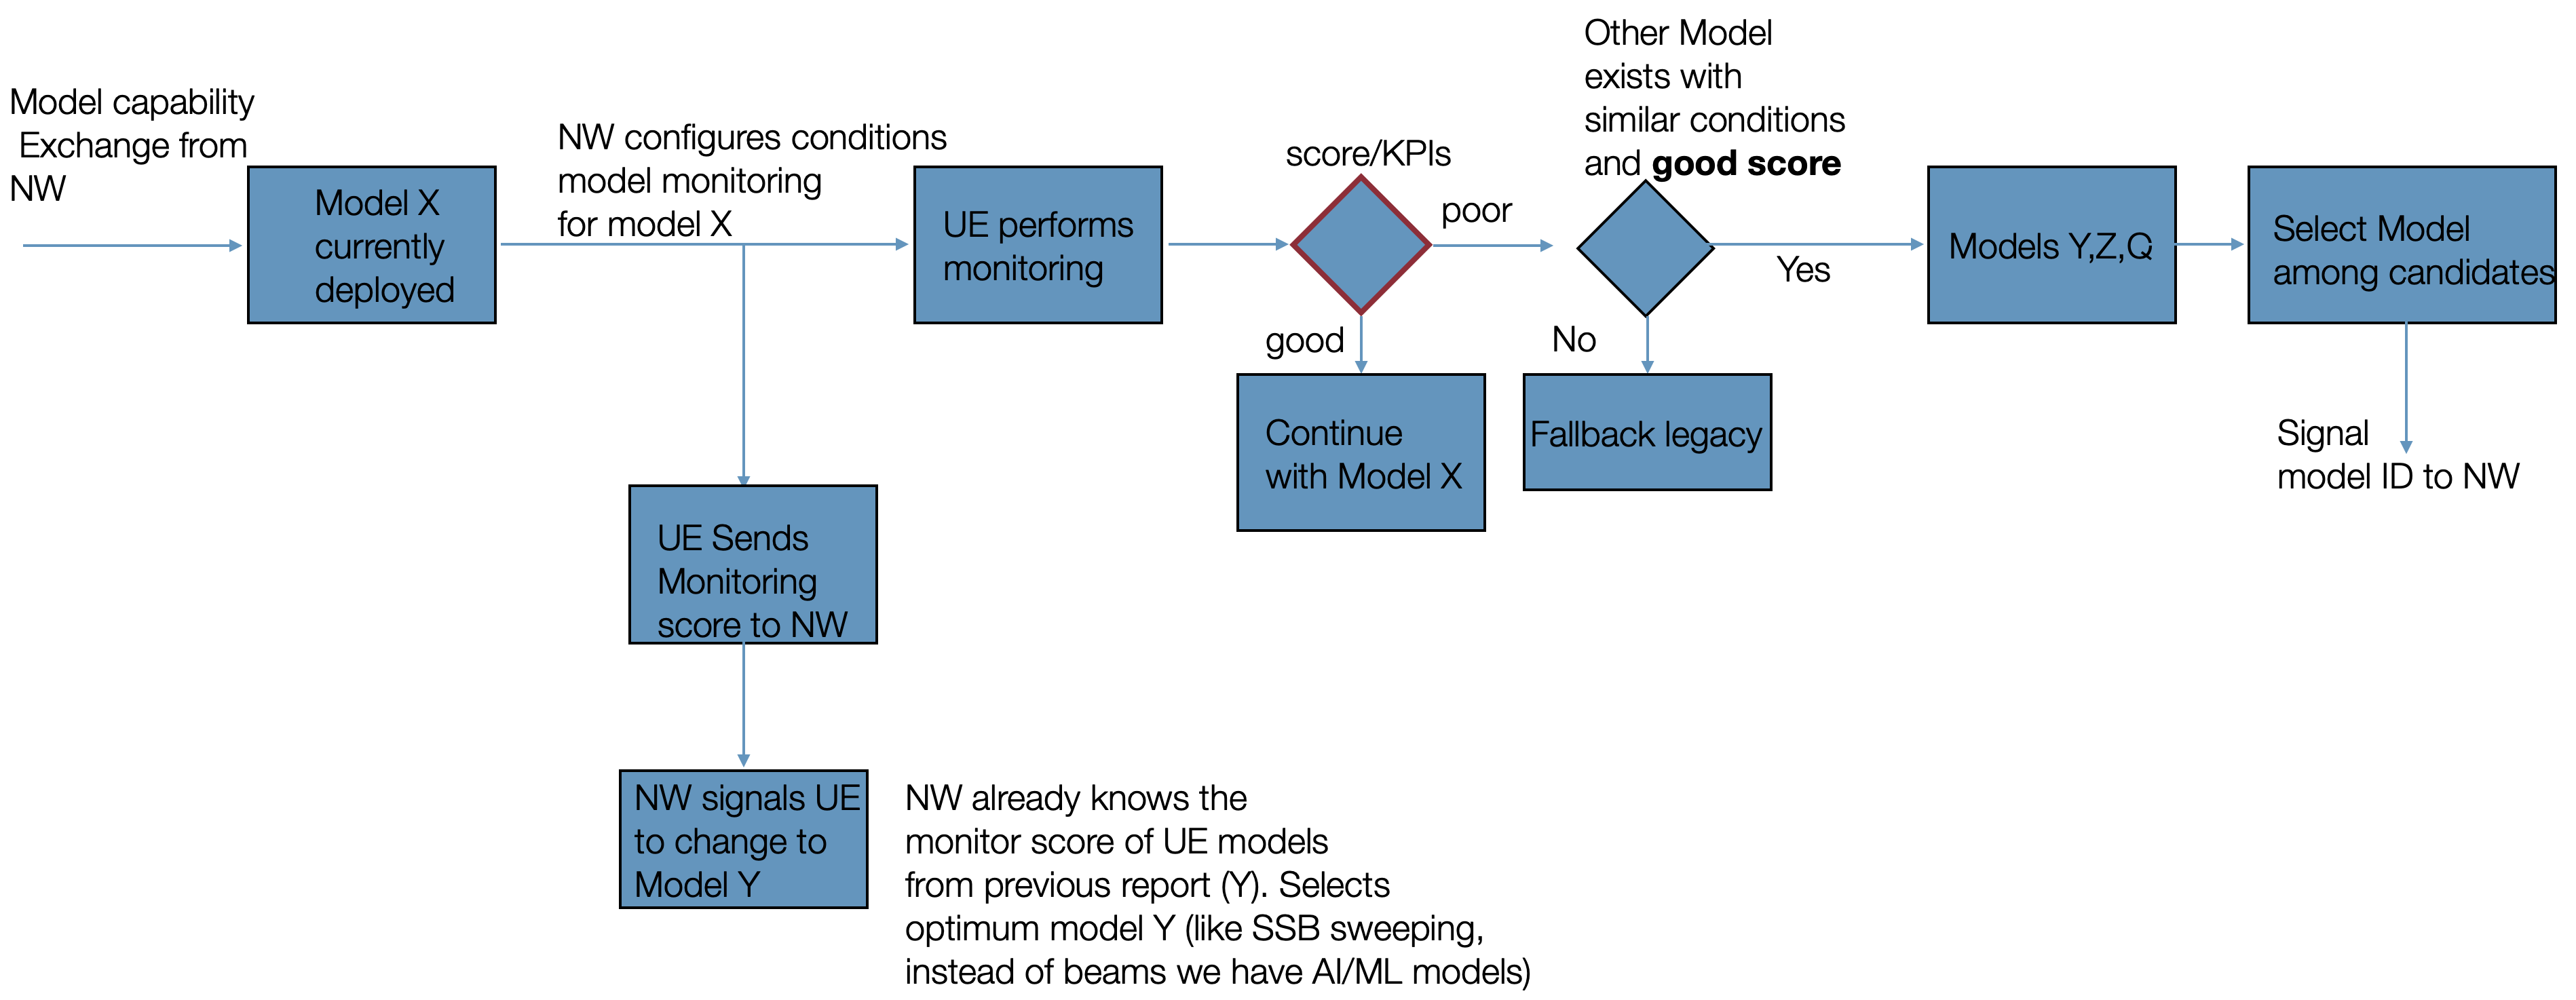 Model capability
Exchange from
NW
Model X
currently
deployed
NW configures conditions
model monitoring
for model X
UE performs
monitoring
score/KPIs
poor
good
Continue
with Model X
Other Model
exists with
similar conditions
and good score
No
Fallback legacy
Yes
Models Y,Z,Q
Select Model
among candidates
Signal
model ID to NW
UE Sends
Monitoring
score to NW
NW signals UE
to change to
Model Y
NW already knows the
monitor score of UE models
from previous report (Y). Selects
optimum model Y (like SSB sweeping,
instead of beams we have AI/ML models)